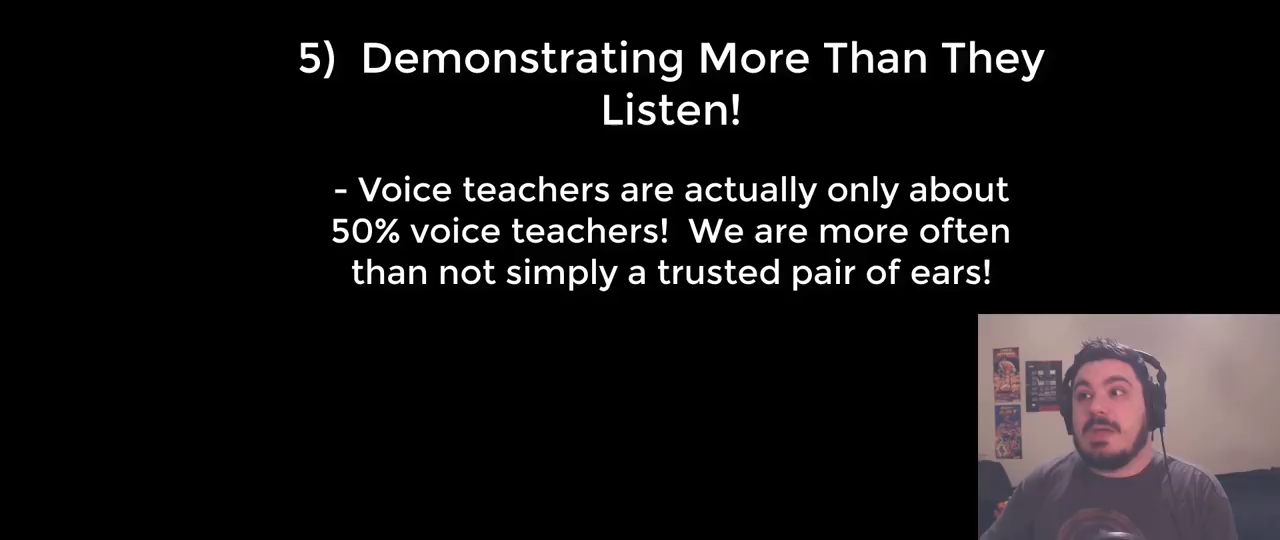 5)  Demonstrating More Than They
Listen!
- Voice teachers are actually only about
50% voice teachers!  We are more often
than not simply a trusted pair of ears!